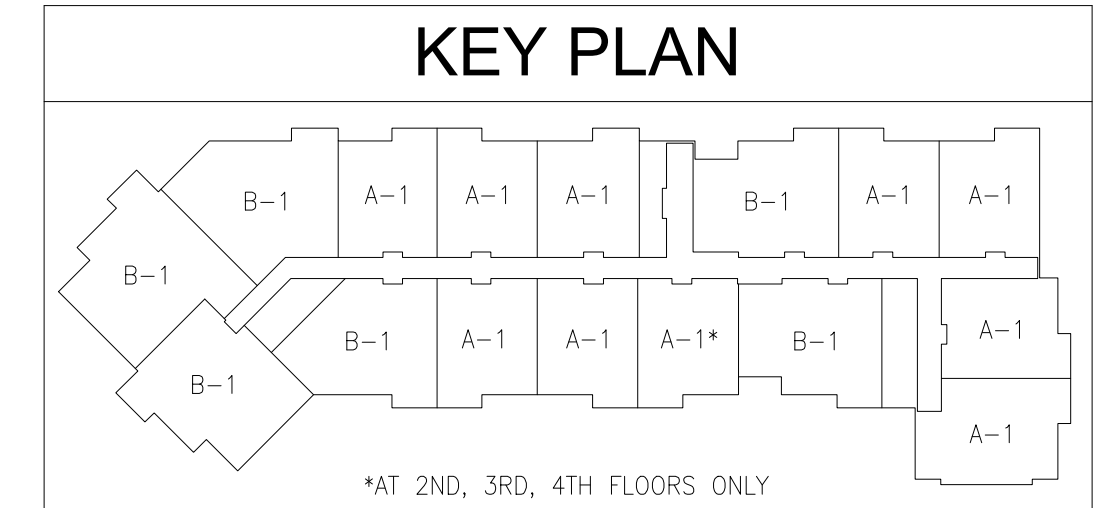 KEY PLAN
B-1 A-1 A-1 A-1 B-1 A-1 A-1
B-1
B-1 A-1 A-1 A-1* B-1 A-1
B-1
A-1
*AT 2ND, 3RD, 4TH FLOORS ONLY